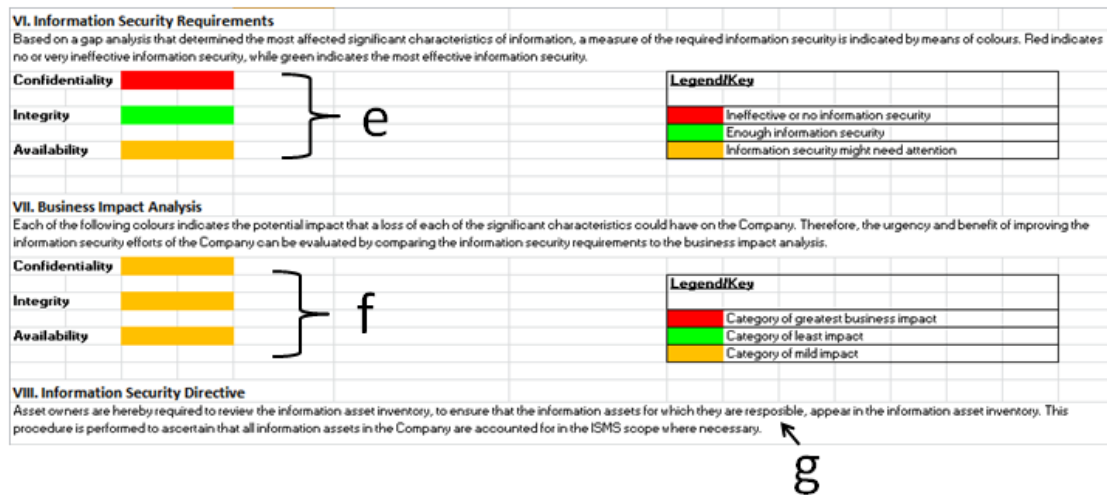 VI. Information Security Requirements
Based on a gap analysis that determined the most affected significant characteristics of information, a measure of the required information security is indicated by means of colours. Red indicates
no or very ineffective information security, while green indicates the most effective information security.
Confidentiality
Integrity
Availability
e
Legend/Key
Ineffective or no information security
Enough information security
Information security might need attention
VII. Business Impact Analysis
Each of the following colours indicates the potential impact that a loss of each of the significant characteristics could have on the Company. Therefore, the urgency and benefit of improving the
information security efforts of the Company can be evaluated by comparing the information security requirements to the business impact analysis.
Confidentiality
Integrity
Availability
f
Legend/Key
Category of greatest business impact
Category of least impact
Category of mild impact
VIII. Information Security Directive
Asset owners are hereby required to review the information asset inventory, to ensure that the information assets for which they are resposible, appear in the information asset inventory. This
procedure is performed to ascertain that all information assets in the Company are accounted for in the ISMS scope where necessary.
g